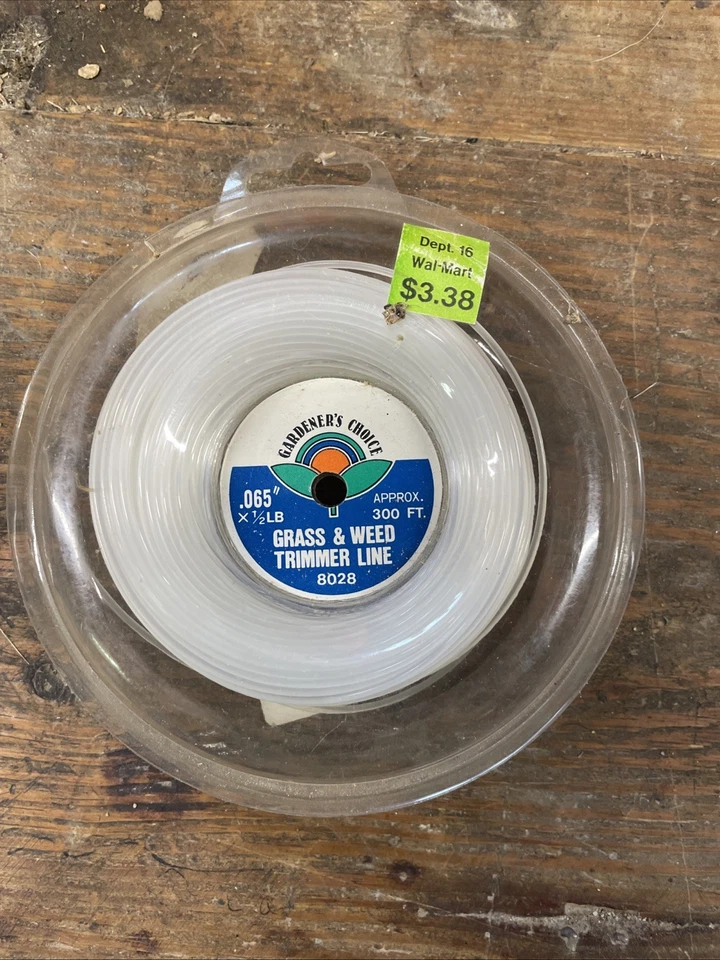 Dept. 16
Wal-Mart
$3.38
GARDENER'S CHOICE
.065"
X 1/2 LB
APPROX.
300 FT.
GRASS & WEED
TRIMMER LINE
8028